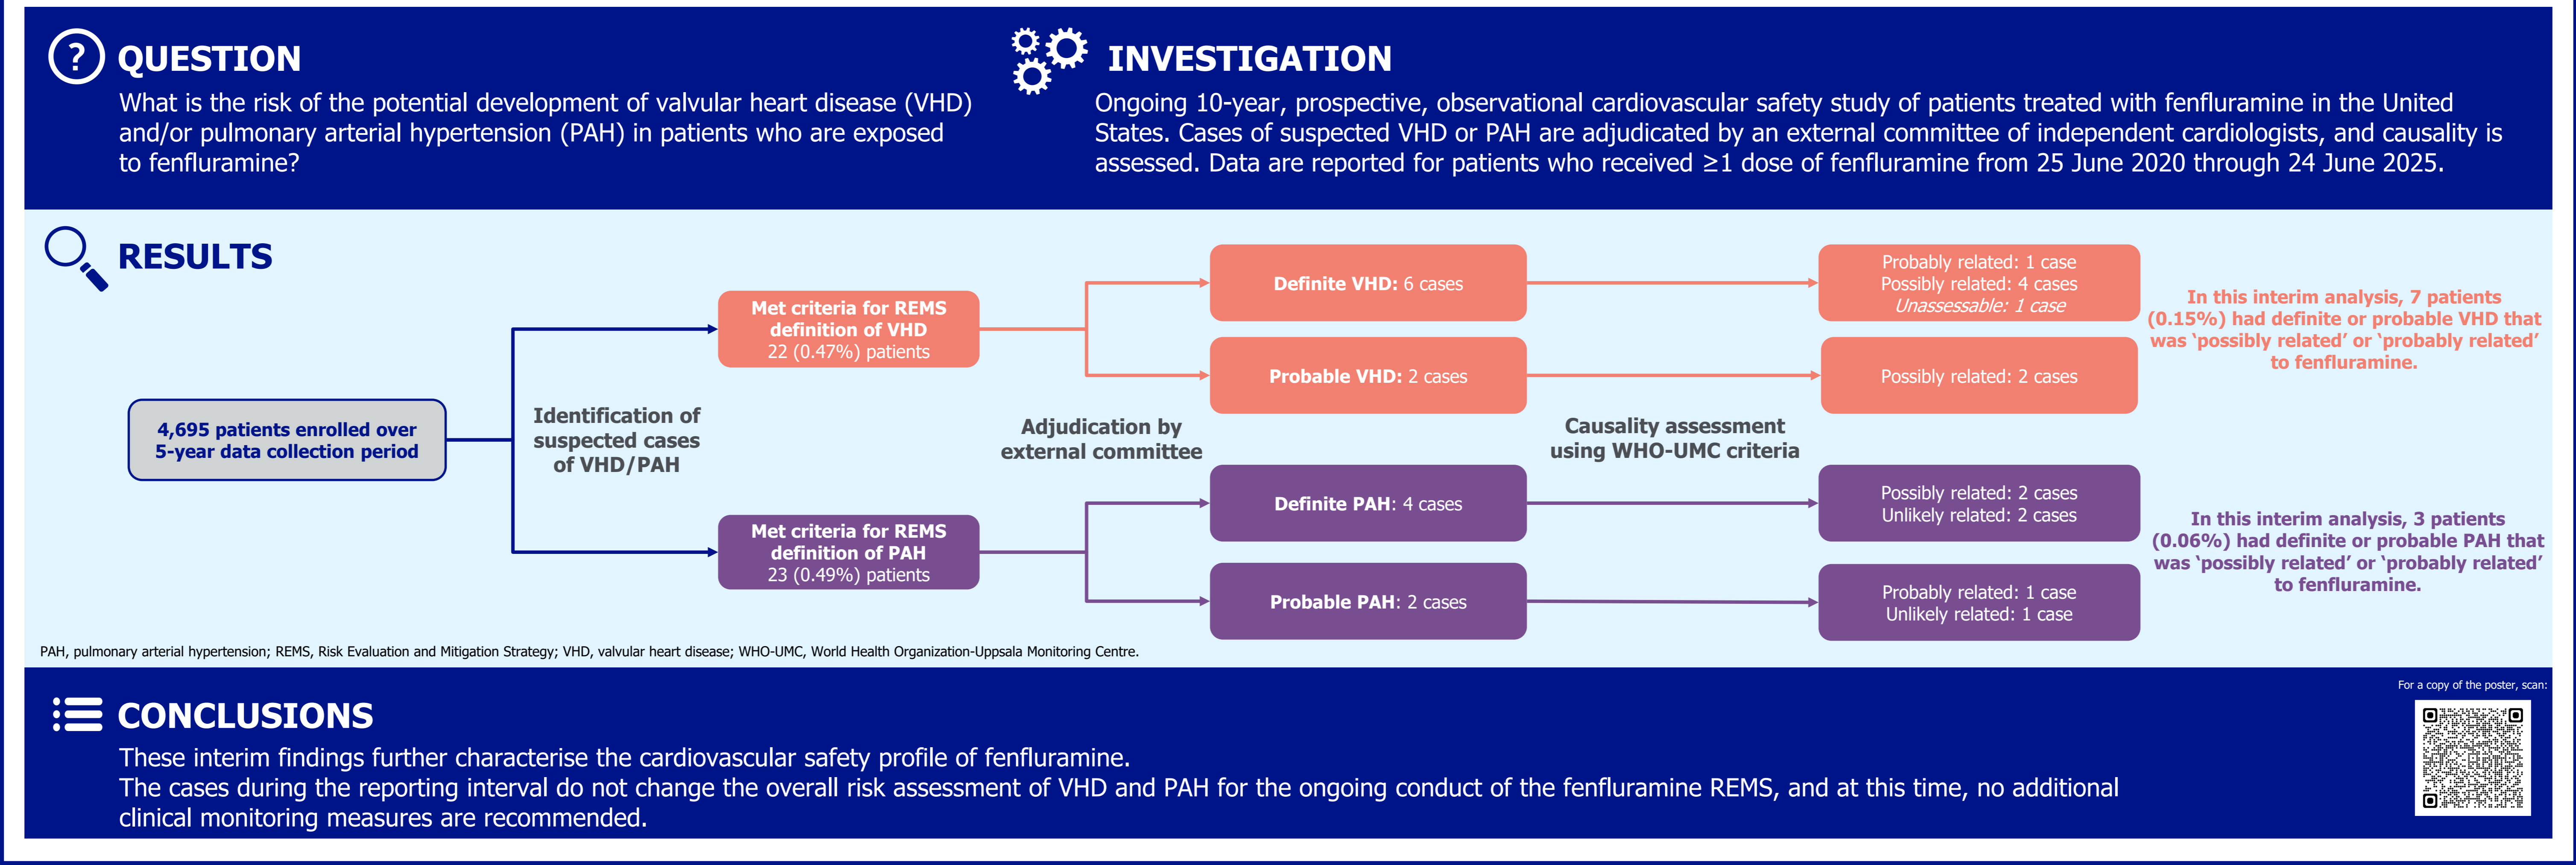 ?
QUESTION
What is the risk of the potential development of valvular heart disease (VHD)
and/or pulmonary arterial hypertension (PAH) in patients who are exposed
to fenfluramine?
INVESTIGATION
Ongoing 10-year, prospective, observational cardiovascular safety study of patients treated with fenfluramine in the United
States. Cases of suspected VHD or PAH are adjudicated by an external committee of independent cardiologists, and causality is
assessed. Data are reported for patients who received ≥1 dose of fenfluramine from 25 June 2020 through 24 June 2025.
RESULTS
4,695 patients enrolled over
5-year data collection period
Identification of
suspected cases
of VHD/PAH
Met criteria for REMS
definition of VHD
22 (0.47%) patients
Met criteria for REMS
definition of PAH
23 (0.49%) patients
Adjudication by
external committee
Definite VHD: 6 cases
Probable VHD: 2 cases
Definite PAH: 4 cases
Probable PAH: 2 cases
Causality assessment
using WHO-UMC criteria
Probably related: 1 case
Possibly related: 4 cases
Unassessable: 1 case
Possibly related: 2 cases
Possibly related: 2 cases
Unlikely related: 2 cases
Probably related: 1 case
Unlikely related: 1 case
In this interim analysis, 7 patients
(0.15%) had definite or probable VHD that
was ‘possibly related’ or ‘probably related’
to fenfluramine.
In this interim analysis, 3 patients
(0.06%) had definite or probable PAH that
was ‘possibly related’ or ‘probably related’
to fenfluramine.
PAH, pulmonary arterial hypertension; REMS, Risk Evaluation and Mitigation Strategy; VHD, valvular heart disease; WHO-UMC, World Health Organization-Uppsala Monitoring Centre.
CONCLUSIONS
These interim findings further characterise the cardiovascular safety profile of fenfluramine.
The cases during the reporting interval do not change the overall risk assessment of VHD and PAH for the ongoing conduct of the fenfluramine REMS, and at this time, no additional
clinical monitoring measures are recommended.
For a copy of the poster, scan: